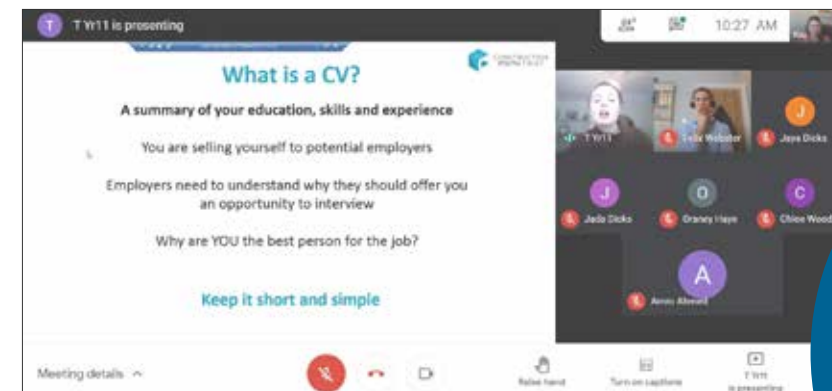 T
T Yr11 is presenting
10:27 AM
What is a CV?
A summary of your education, skills and experience
You are selling yourself to potential employers
Employers need to understand why they should offer you
an opportunity to interview
Why are YOU the best person for the job?
Keep it short and simple
T Yr11
Webster
J
Jaya Dicks
J
Jada Dicks
O
C
Chloe Wood
A
Meeting details
Raise hand
Turn on captions
T Yr11
is presenting